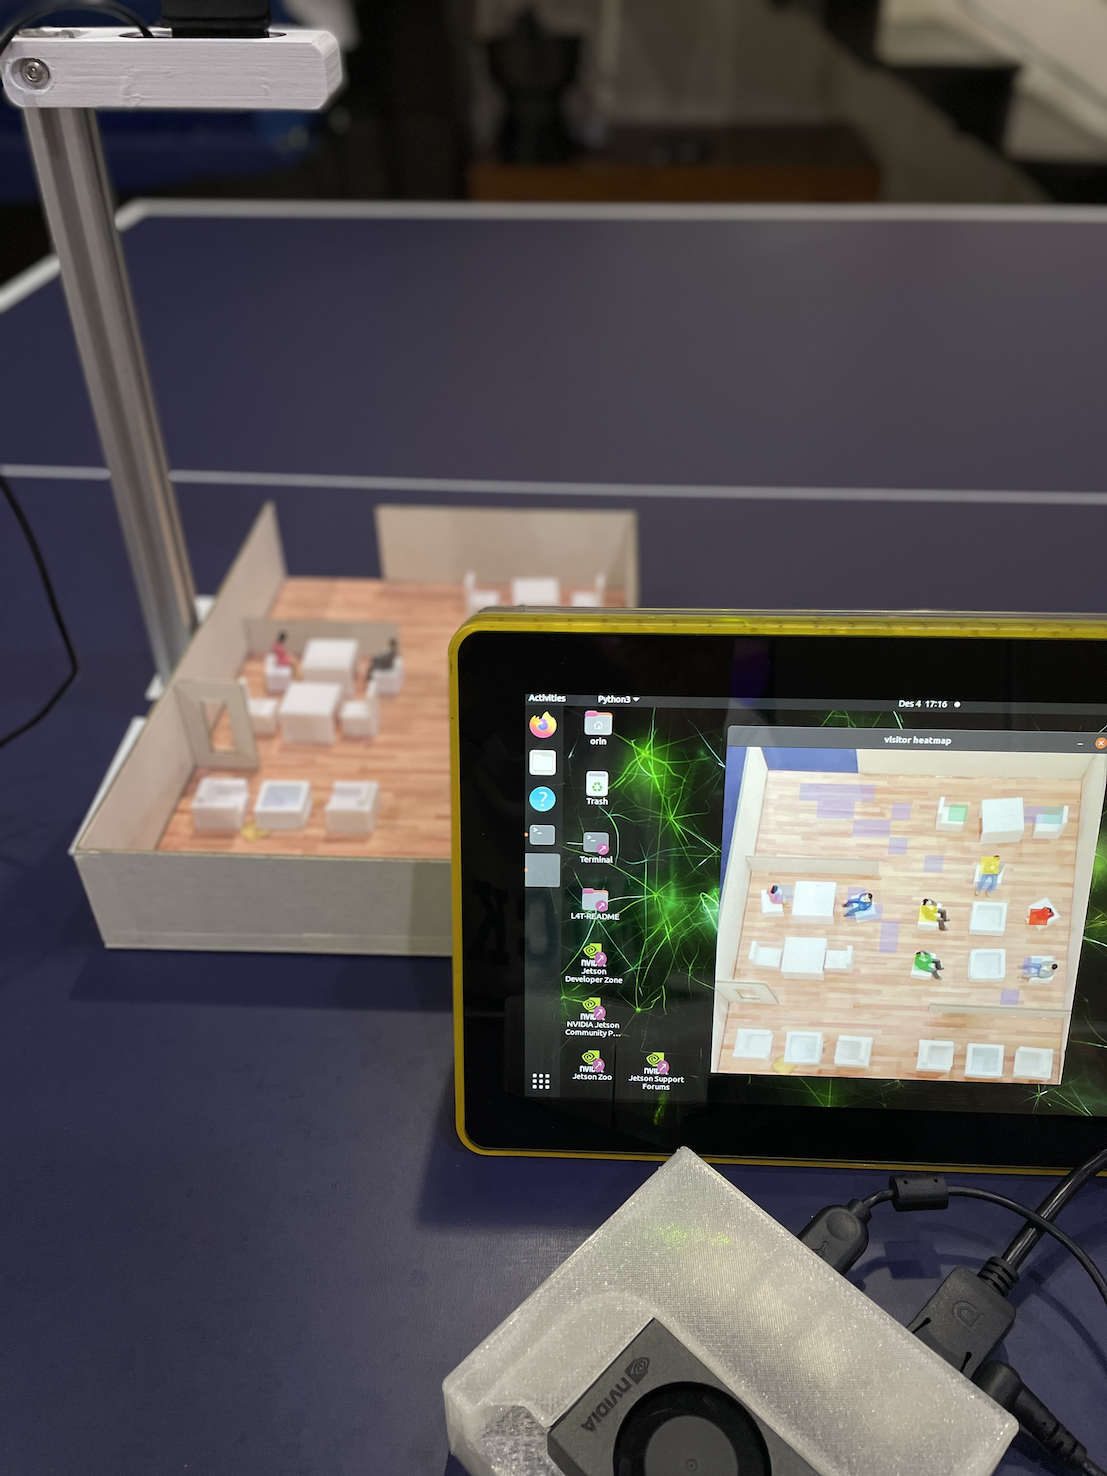 Activities
Python3
Des 4 17:16
orin
Trash
Terminal
L4T-README
Jetson
Developer Zone
NVIDIA Jetson
Community P...
Jetson Zoo
Jetson Support
Forums
visitor heatmap
NVIDIA